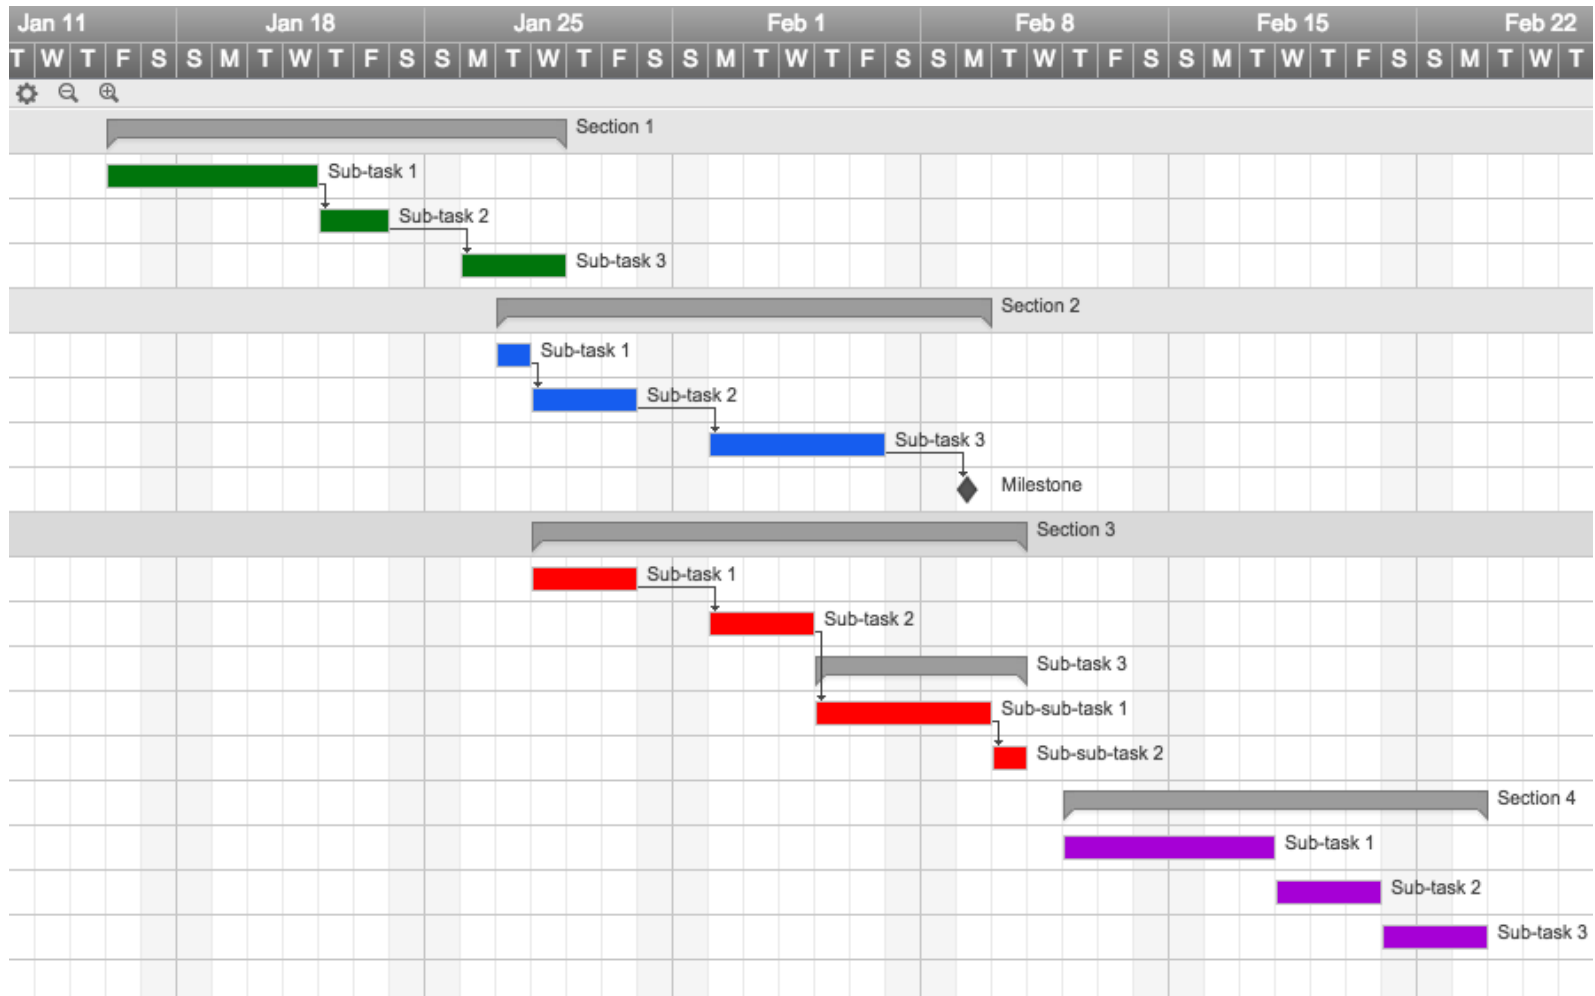 Jan 11 Jan 18 Jan 25 Feb 1 Feb 8 Feb 15 Feb 22
T W T F S S M T W T F S S M T W T F S S M T W T F S S M T W T F S S M T W T F S S M T W T
Section 1
Sub-task 1
Sub-task 2
Sub-task 3
Section 2
Sub-task 1
Sub-task 2
Sub-task 3
Milestone
Section 3
Sub-task 1
Sub-task 2
Sub-task 3
Sub-sub-task 1
Sub-sub-task 2
Section 4
Sub-task 1
Sub-task 2
Sub-task 3